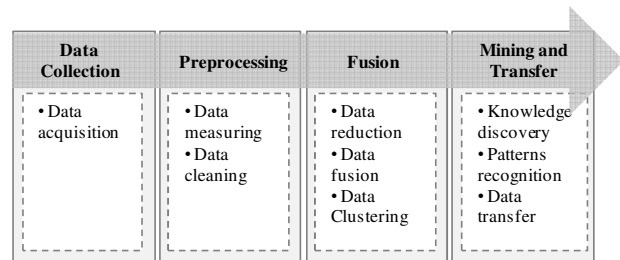 Data
Collection
• Data
acquisition
Preprocessing
• Data
measuring
• Data
cleaning
Fusion
• Data
reduction
• Data
fusion
• Data
Clustering
Mining and
Transfer
• Knowledge
discovery
• Patterns
recognition
• Data
transfer